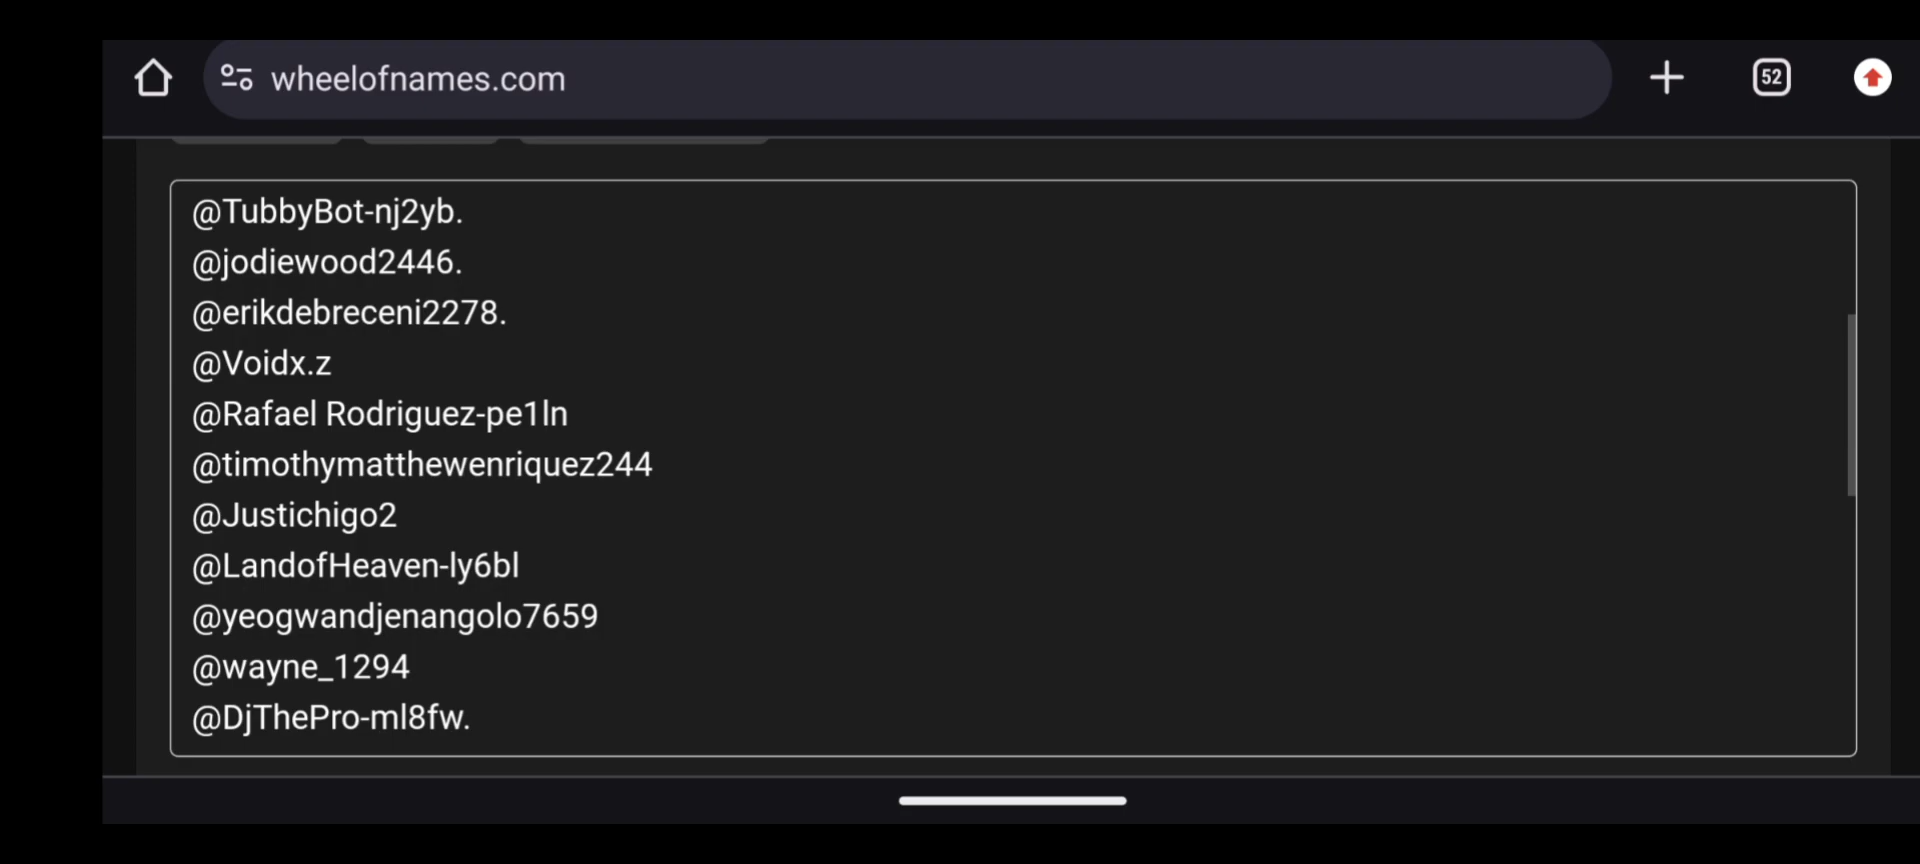 wheelofnames.com
52
@TubbyBot-nj2yb.
@jodiewood2446.
@erikdebreceni2278.
@Voidx.z
@Rafael Rodriguez-pe1ln
@timothymatthewenriquez244
@Justichigo2
@LandofHeaven-ly6bl
@yeogwandjenangolo7659
@wayne_1294
@DjThePro-ml8fw.